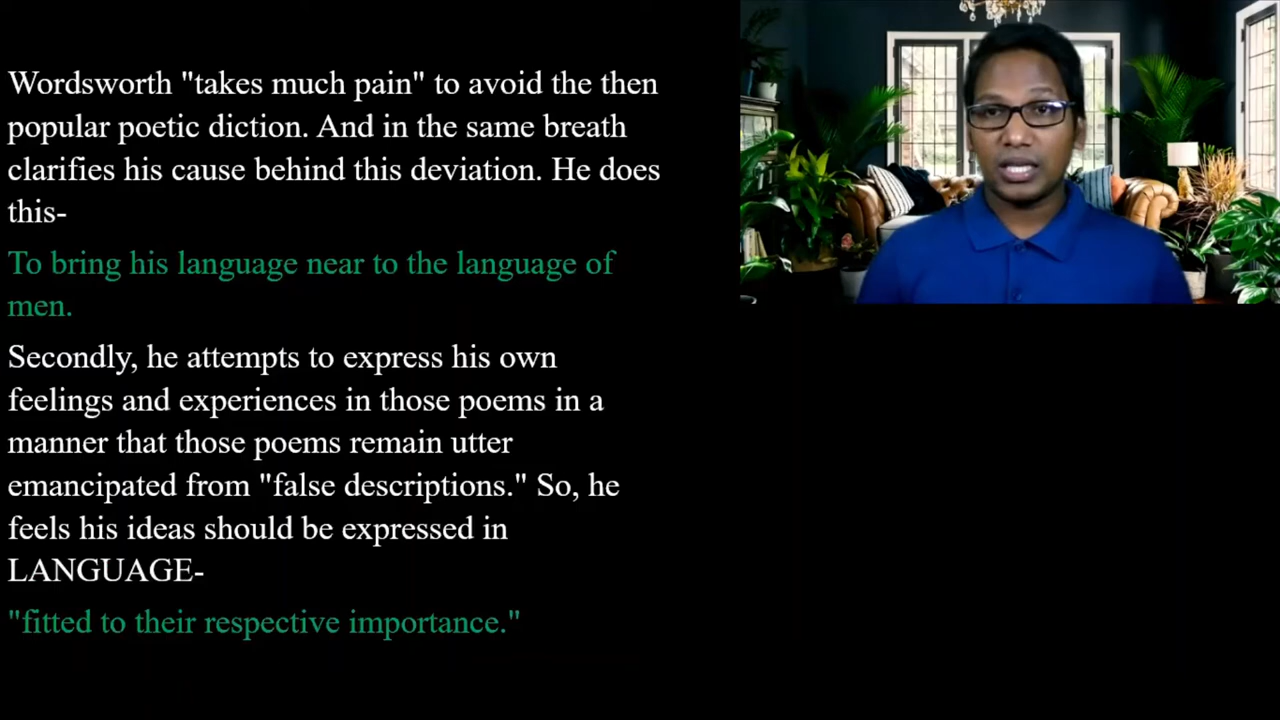 Wordsworth "takes much pain" to avoid the then
popular poetic diction. And in the same breath
clarifies his cause behind this deviation. He does
this-
To bring his language near to the language of
men.
Secondly, he attempts to express his own
feelings and experiences in those poems in a
manner that those poems remain utter
emancipated from "false descriptions." So, he
feels his ideas should be expressed in
LANGUAGE-
"fitted to their respective importance."